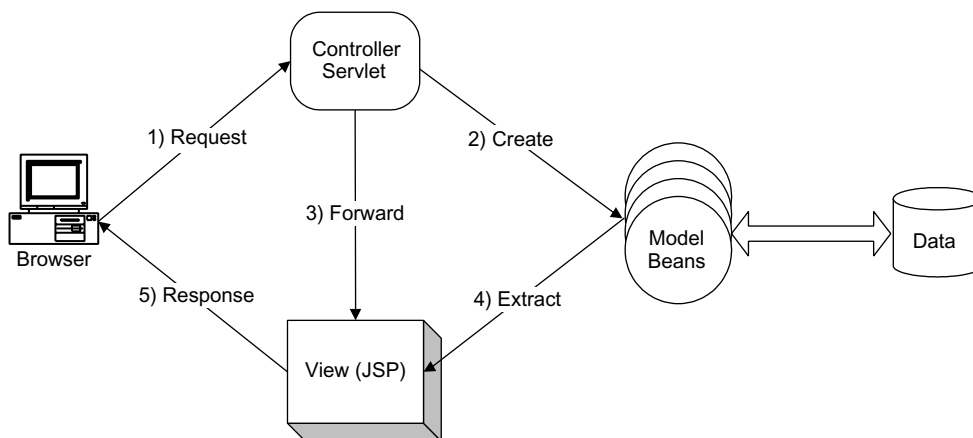 Controller
Servlet
1) Request
2) Create
3) Forward
Browser
Model
Beans
Data
5) Response
4) Extract
View (JSP)